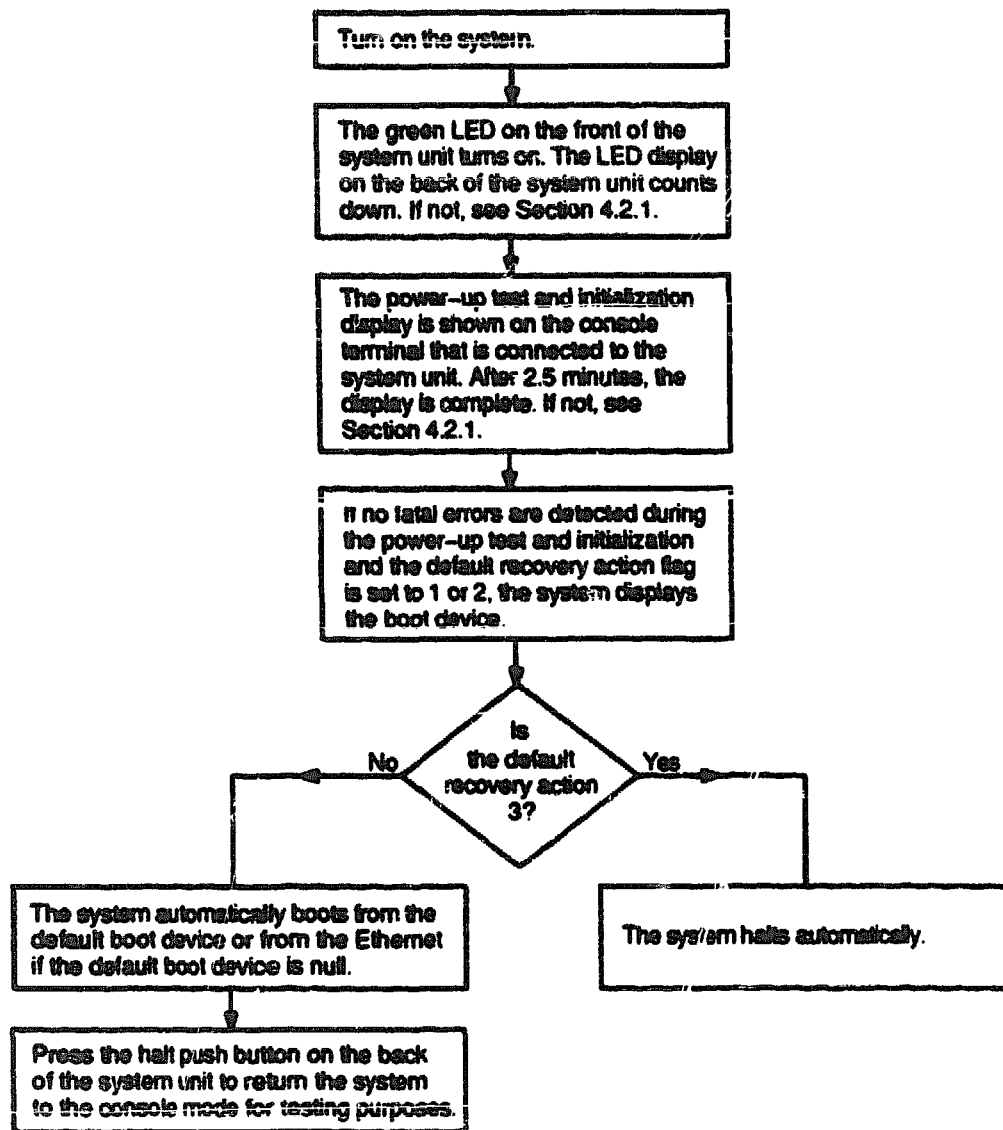 Turn on the system.
The green LED on the front of the
system unit turns on. The LED display
on the back of the system unit counts
down. If not, see Section 4.2.1.
The power-up test and initialization
display is shown on the console
terminal that is connected to the
system unit. After 2.5 minutes, the
display is complete. If not, see
Section 4.2.1.
If no fatal errors are detected during
the power-up test and initialization
and the default recovery action flag
is set to 1 or 2, the system displays
the boot device.
Is
the default
recovery action
3?
No
Yes
The system automatically boots from the
default boot device or from the Ethernet
if the default boot device is null.
The system halts automatically.
Press the halt push button on the back
of the system unit to return the system
to the console mode for testing purposes.